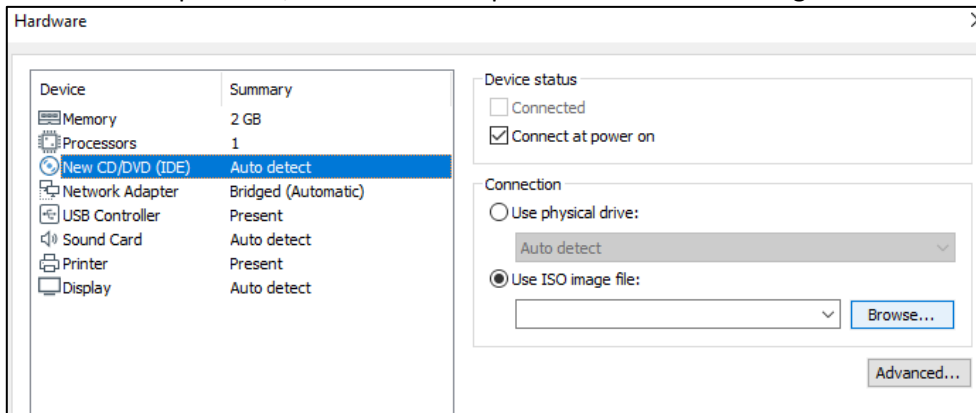 Hardware
Device Summary
Memory 2 GB
Processors 1
New CD/DVD (IDE) Auto detect
Network Adapter Bridged (Automatic)
USB Controller Present
Sound Card Auto detect
Printer Present
Display Auto detect
Device status
Connected
Connect at power on
Connection
Use physical drive:
Auto detect
Use ISO image file:
Browse...
Advanced...